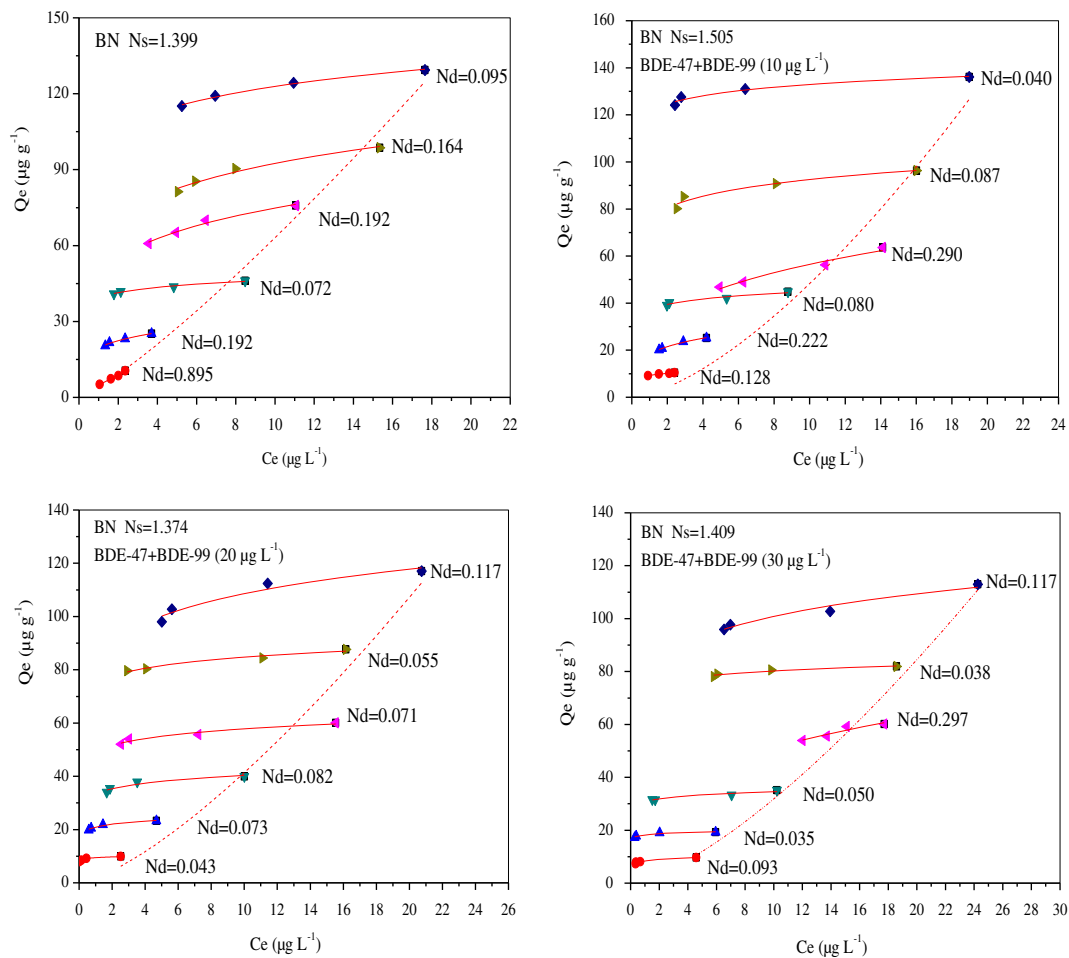 BN Ns=1.399
Qe (μg g⁻¹)
150
120
90
60
30
0
Nd=0.095
Nd=0.164
Nd=0.192
Nd=0.072
Nd=0.192
Nd=0.895
0 2 4 6 8 10 12 14 16 18 20 22
Ce (μg L⁻¹)
BN Ns=1.505
BDE-47+BDE-99 (10 μg L⁻¹)
Qe (μg g⁻¹)
160
140
120
100
80
60
40
20
0
Nd=0.040
Nd=0.087
Nd=0.290
Nd=0.080
Nd=0.222
Nd=0.128
0 2 4 6 8 10 12 14 16 18 20 22 24
Ce (μg L⁻¹)
BN Ns=1.374
BDE-47+BDE-99 (20 μg L⁻¹)
Qe (μg g⁻¹)
140
120
100
80
60
40
20
0
Nd=0.117
Nd=0.055
Nd=0.071
Nd=0.082
Nd=0.073
Nd=0.043
0 2 4 6 8 10 12 14 16 18 20 22 24 26
Ce (μg L⁻¹)
BN Ns=1.409
BDE-47+BDE-99 (30 μg L⁻¹)
Qe (μg g⁻¹)
140
120
100
80
60
40
20
0
Nd=0.117
Nd=0.038
Nd=0.297
Nd=0.050
Nd=0.035
Nd=0.093
0 2 4 6 8 10 12 14 16 18 20 22 24 26 28 30
Ce (μg L⁻¹)